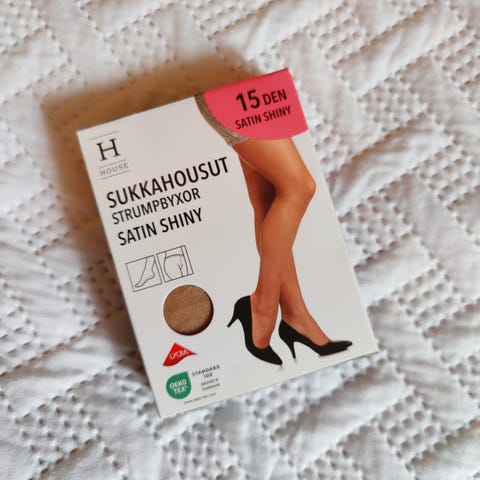 15 DEN
SATIN SHINY
H
HOUSE
SUKKAHOUSUT
STRUMPBYXOR
SATIN SHINY
LYCRA
OEKO
TEX®
STANDARD
100